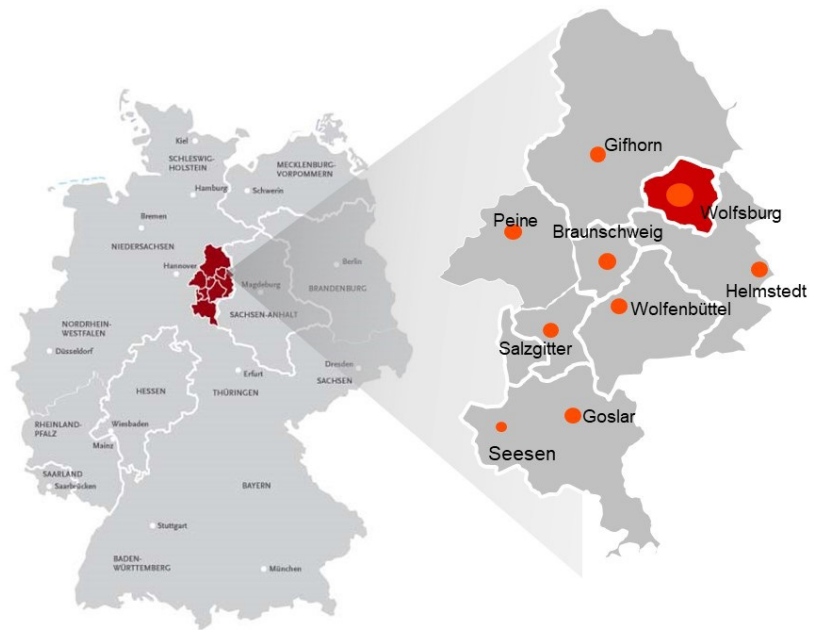 Kiel
SCHLESWIG-
HOLSTEIN
MECKLENBURG-
VORPOMMERN
Hamburg
Schwerin
Bremen
NIEDERSACHSEN
Hannover
Berlin
Magdeburg
BRANDENBURG
SACHSEN-ANHALT
NORDRHEIN-
WESTFALEN
Düsseldorf
Dresden
SACHSEN
Erfurt
THÜRINGEN
HESSEN
RHEINLAND-
PFALZ
Wiesbaden
Mainz
SAARLAND
Saarbrücken
BAYERN
Stuttgart
BADEN-
WÜRTTEMBERG
München
Gifhorn
Wolfsburg
Peine
Braunschweig
Helmstedt
Wolfenbüttel
Salzgitter
Goslar
Seesen